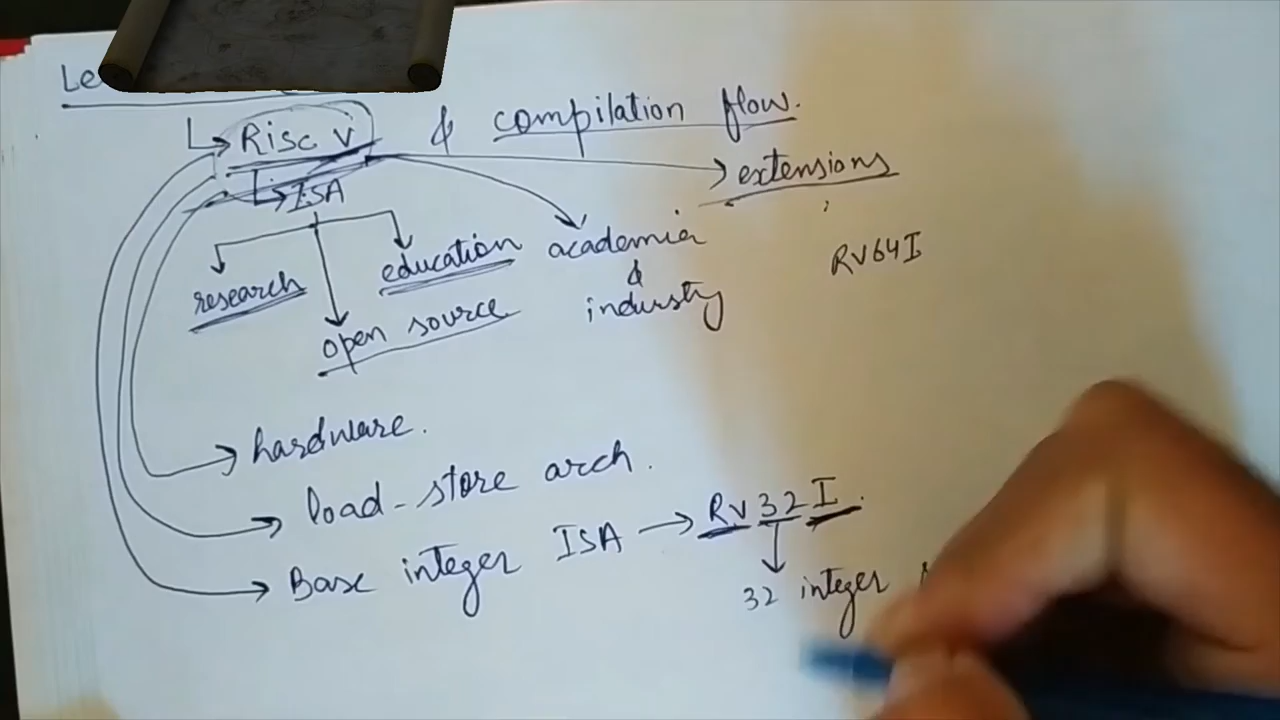 Risc V & compilation flow.
ISA
extensions
research
education
open source
academia
&
industry
RV64I
hardware.
load-store arch.
Base integer ISA → RV32I.
32 integer